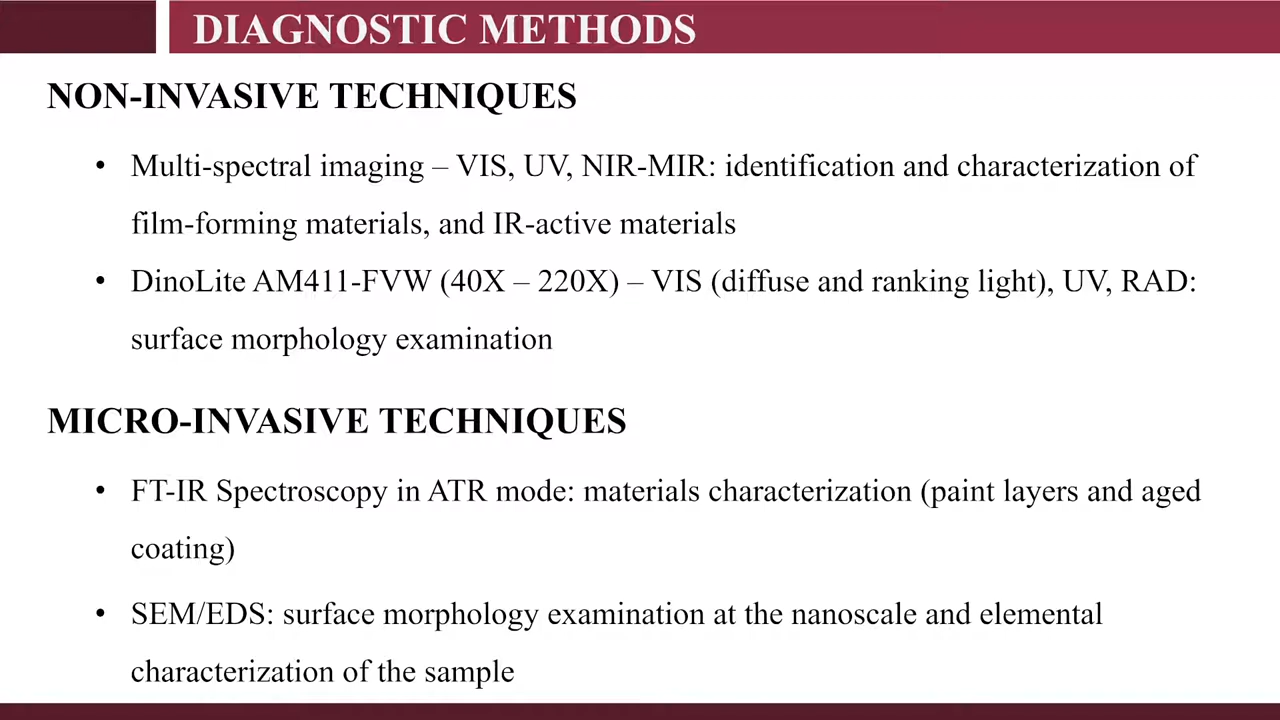 DIAGNOSTIC METHODS
NON-INVASIVE TECHNIQUES
• Multi-spectral imaging – VIS, UV, NIR-MIR: identification and characterization of
film-forming materials, and IR-active materials
• DinoLite AM411-FVW (40X – 220X) – VIS (diffuse and ranking light), UV, RAD:
surface morphology examination
MICRO-INVASIVE TECHNIQUES
• FT-IR Spectroscopy in ATR mode: materials characterization (paint layers and aged
coating)
• SEM/EDS: surface morphology examination at the nanoscale and elemental
characterization of the sample